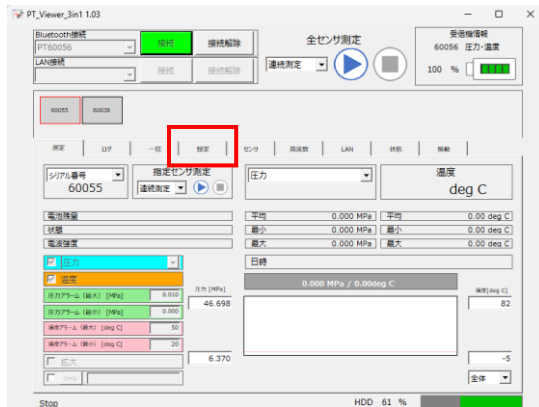 PT_Viewer_3in1 1.03
Bluetooth接続
PT60056
接続
接続解除
LAN接続
接続
接続解除
全センサ測定
連続測定
受信機情報
60056 圧力・温度
100 %
60055
60038
測定
ログ
一覧
設定
センサ
周波数
LAN
状態
振動
シリアル番号
60055
指定センサ測定
連続測定
圧力
温度
deg C
電池残量
状態
電波強度
平均 0.000 MPa
最小 0.000 MPa
最大 0.000 MPa
平均 0.00 deg C
最小 0.00 deg C
最大 0.00 deg C
日時
圧力
温度
圧力アラーム (最大) [MPa] 0.010
圧力アラーム (最小) [MPa] 0.000
温度アラーム (最大) [deg C] 50
温度アラーム (最小) [deg C] 20
拡大
圧力 [MPa]
46.698
6.370
0.000 MPa / 0.00deg C
温度[deg C]
82
-5
全体
Stop
HDD 61 %